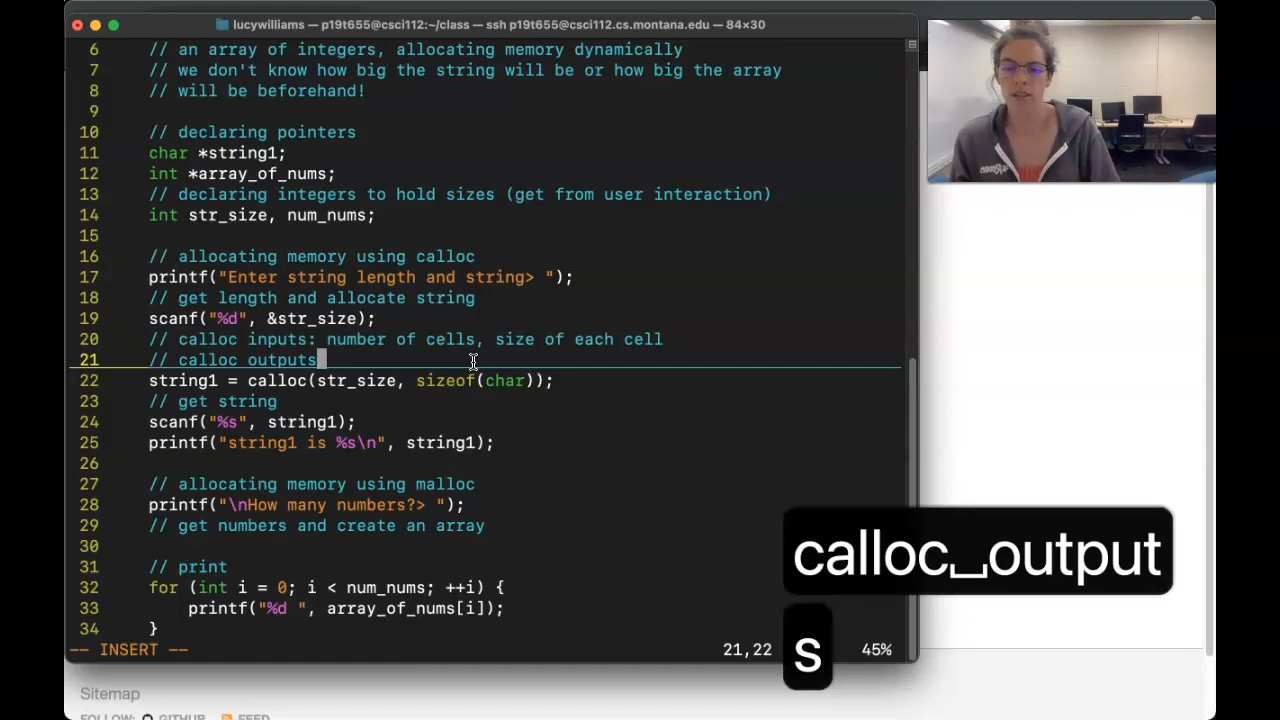 lucywilliams — p19t655@csci112:~/class — ssh p19t655@csci112.cs.montana.edu — 84×30
6 // an array of integers, allocating memory dynamically
7 // we don't know how big the string will be or how big the array
8 // will be beforehand!
9
10 // declaring pointers
11 char *string1;
12 int *array_of_nums;
13 // declaring integers to hold sizes (get from user interaction)
14 int str_size, num_nums;
15
16 // allocating memory using calloc
17 printf("Enter string length and string> ");
18 // get length and allocate string
19 scanf("%d", &str_size);
20 // calloc inputs: number of cells, size of each cell
21 // calloc outputs
22 string1 = calloc(str_size, sizeof(char));
23 // get string
24 scanf("%s", string1);
25 printf("string1 is %s\n", string1);
26
27 // allocating memory using malloc
28 printf("\nHow many numbers?> ");
29 // get numbers and create an array
30
31 // print
32 for (int i = 0; i < num_nums; ++i) {
33 printf("%d ", array_of_nums[i]);
34 }
-- INSERT -- 21,22 45%
calloc␣output
s
Sitemap
FOLLOW: GITHUB FEED